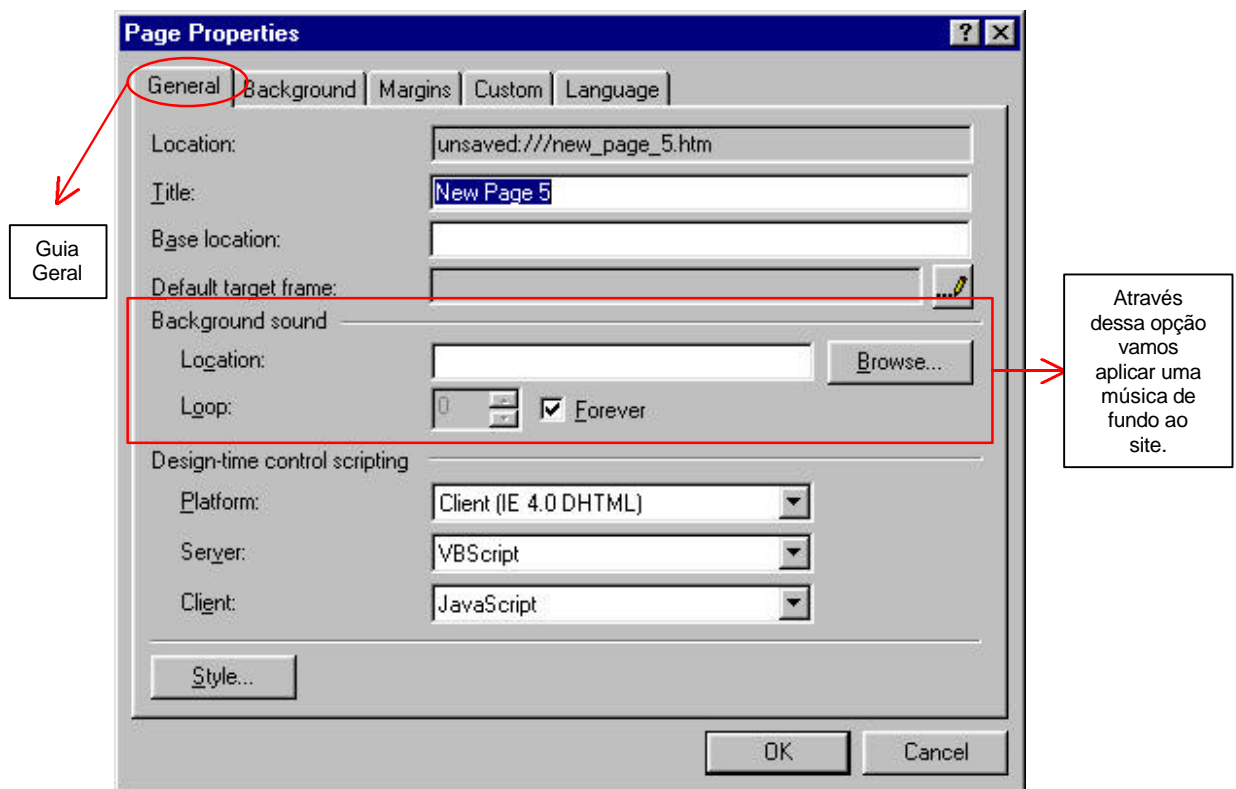 Page Properties
General Background Margins Custom Language
Location: unsaved:///new_page_5.htm
Title: New Page 5
Base location:
Default target frame: ...
Background sound
Location: Browse...
Loop: 0 Forever
Design-time control scripting
Platform: Client (IE 4.0 DHTML)
Server: VBScript
Client: JavaScript
Style...
OK Cancel
Guia
Geral
Através
dessa opção
vamos
aplicar uma
música de
fundo ao
site.